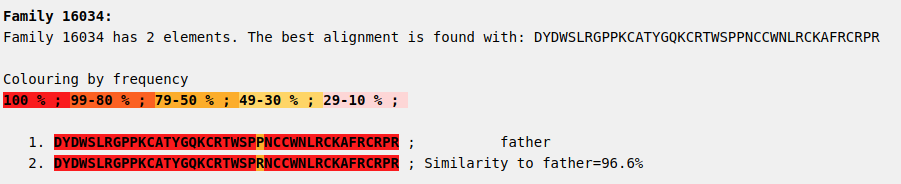 Family 16034:
Family 16034 has 2 elements. The best alignment is found with: DYDWSLRGPPKCATYGQKCRTWSPPNCCWNLRCKAFRCRPR
Colouring by frequency
100 % ; 99-80 % ; 79-50 % ; 49-30 % ; 29-10 % ;
1. DYDWSLRGPPKCATYGQKCRTWSPPNCCWNLRCKAFRCRPR ; father
2. DYDWSLRGPPKCATYGQKCRTWSPRNCCWNLRCKAFRCRPR ; Similarity to father=96.6%